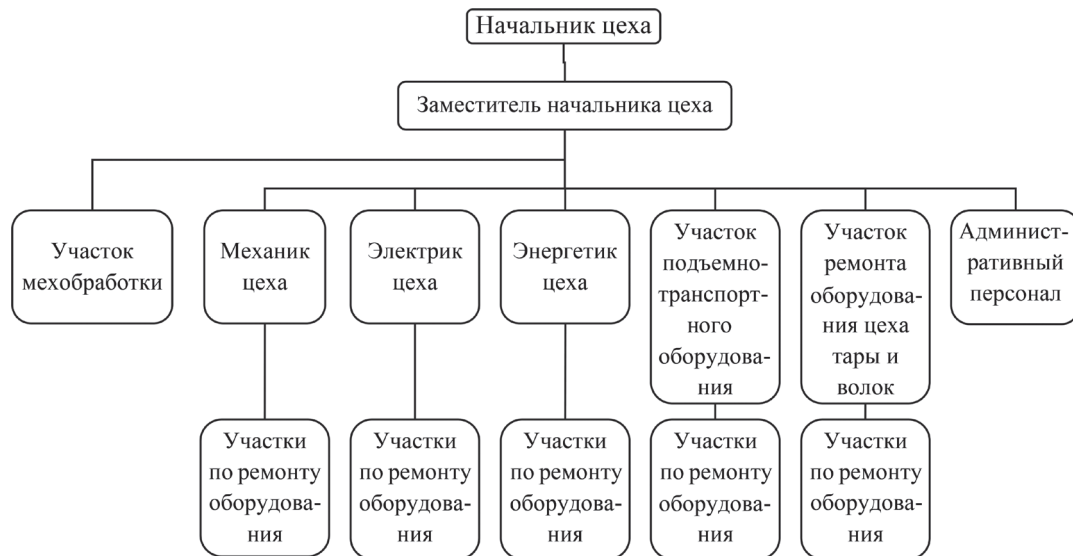 Начальник цеха
Заместитель начальника цеха
Участок
мехобработки
Механик
цеха
Электрик
цеха
Энергетик
цеха
Участок
подъемно-
транспорт-
ного
оборудова-
ния
Участок
ремонта
оборудова-
ния цеха
тары и
волок
Админист-
ративный
персонал
Участки
по ремонту
оборудова-
ния
Участки
по ремонту
оборудова-
ния
Участки
по ремонту
оборудова-
ния
Участки
по ремонту
оборудова-
ния
Участки
по ремонту
оборудова-
ния